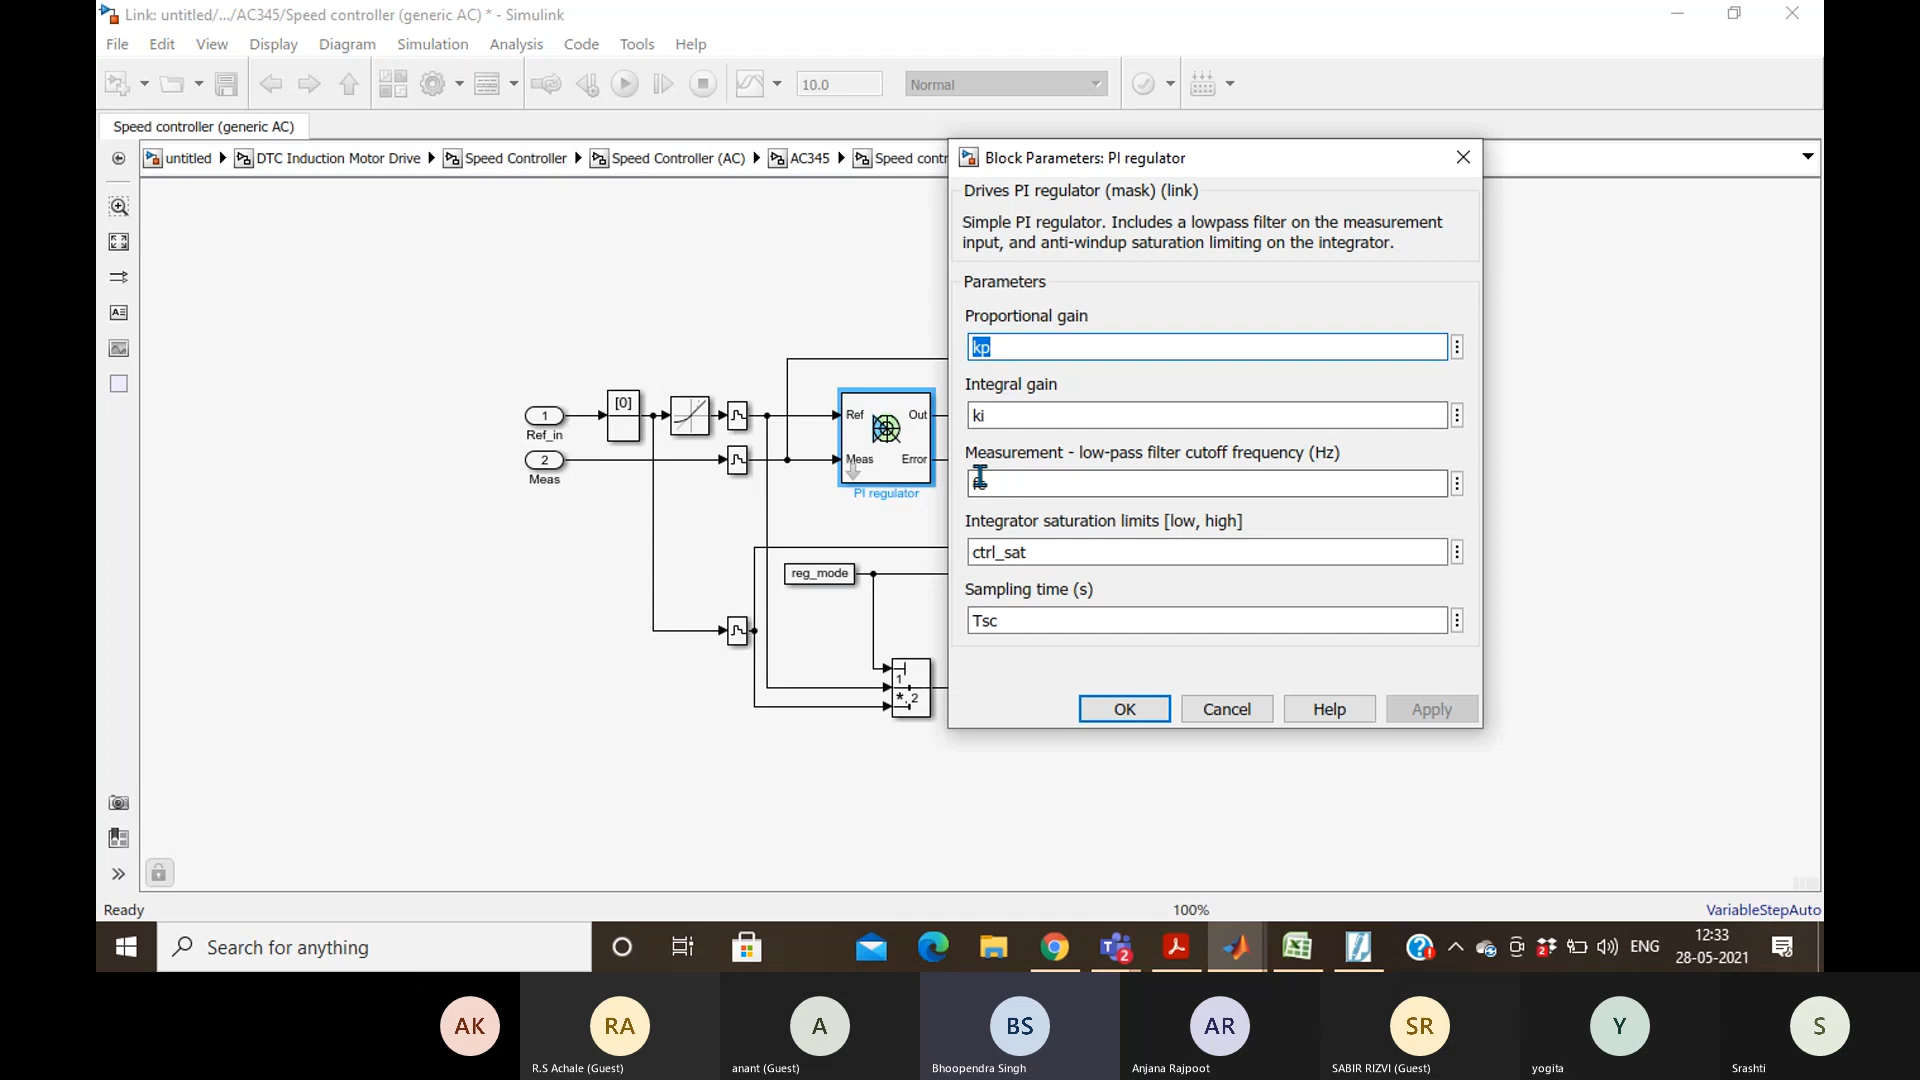 Link: untitled/.../AC345/Speed controller (generic AC) * - Simulink
File Edit View Display Diagram Simulation Analysis Code Tools Help
10.0 Normal
Speed controller (generic AC)
untitled DTC Induction Motor Drive Speed Controller Speed Controller (AC) AC345 Speed contr
Block Parameters: PI regulator
Drives PI regulator (mask) (link)
Simple PI regulator. Includes a lowpass filter on the measurement
input, and anti-windup saturation limiting on the integrator.
Parameters
Proportional gain
kp
Integral gain
ki
Measurement - low-pass filter cutoff frequency (Hz)
Integrator saturation limits [low, high]
ctrl_sat
Sampling time (s)
Tsc
OK Cancel Help Apply
1
Ref_in
2
Meas
[0]
Ref Out
Meas Error
PI regulator
reg_mode
1
*, 2
Ready 100% VariableStepAuto
Search for anything
2
2
ENG
12:33
28-05-2021
AK RA A BS AR SR Y S
R.S Achale (Guest) anant (Guest) Bhoopendra Singh Anjana Rajpoot SABIR RIZVI (Guest) yogita Srashti